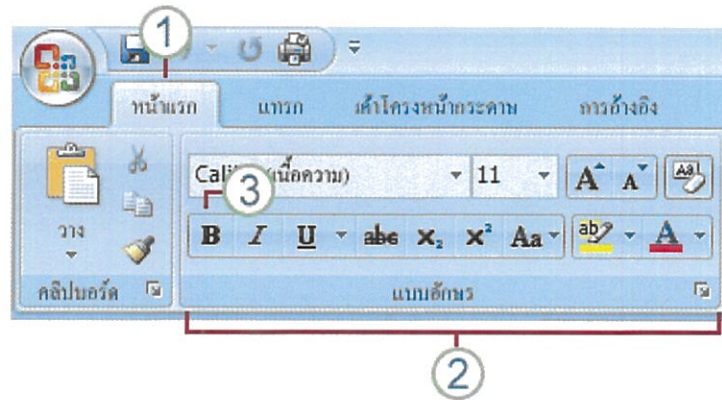 1
หน้าแรก แทรก เค้าโครงหน้ากระดาษ การอ้างอิง
Cali (เนื้อความ) 11 A A Aa
3
วาง B I U abc X₂ X² Aa ab A
คลิปบอร์ด แบบอักษร
2